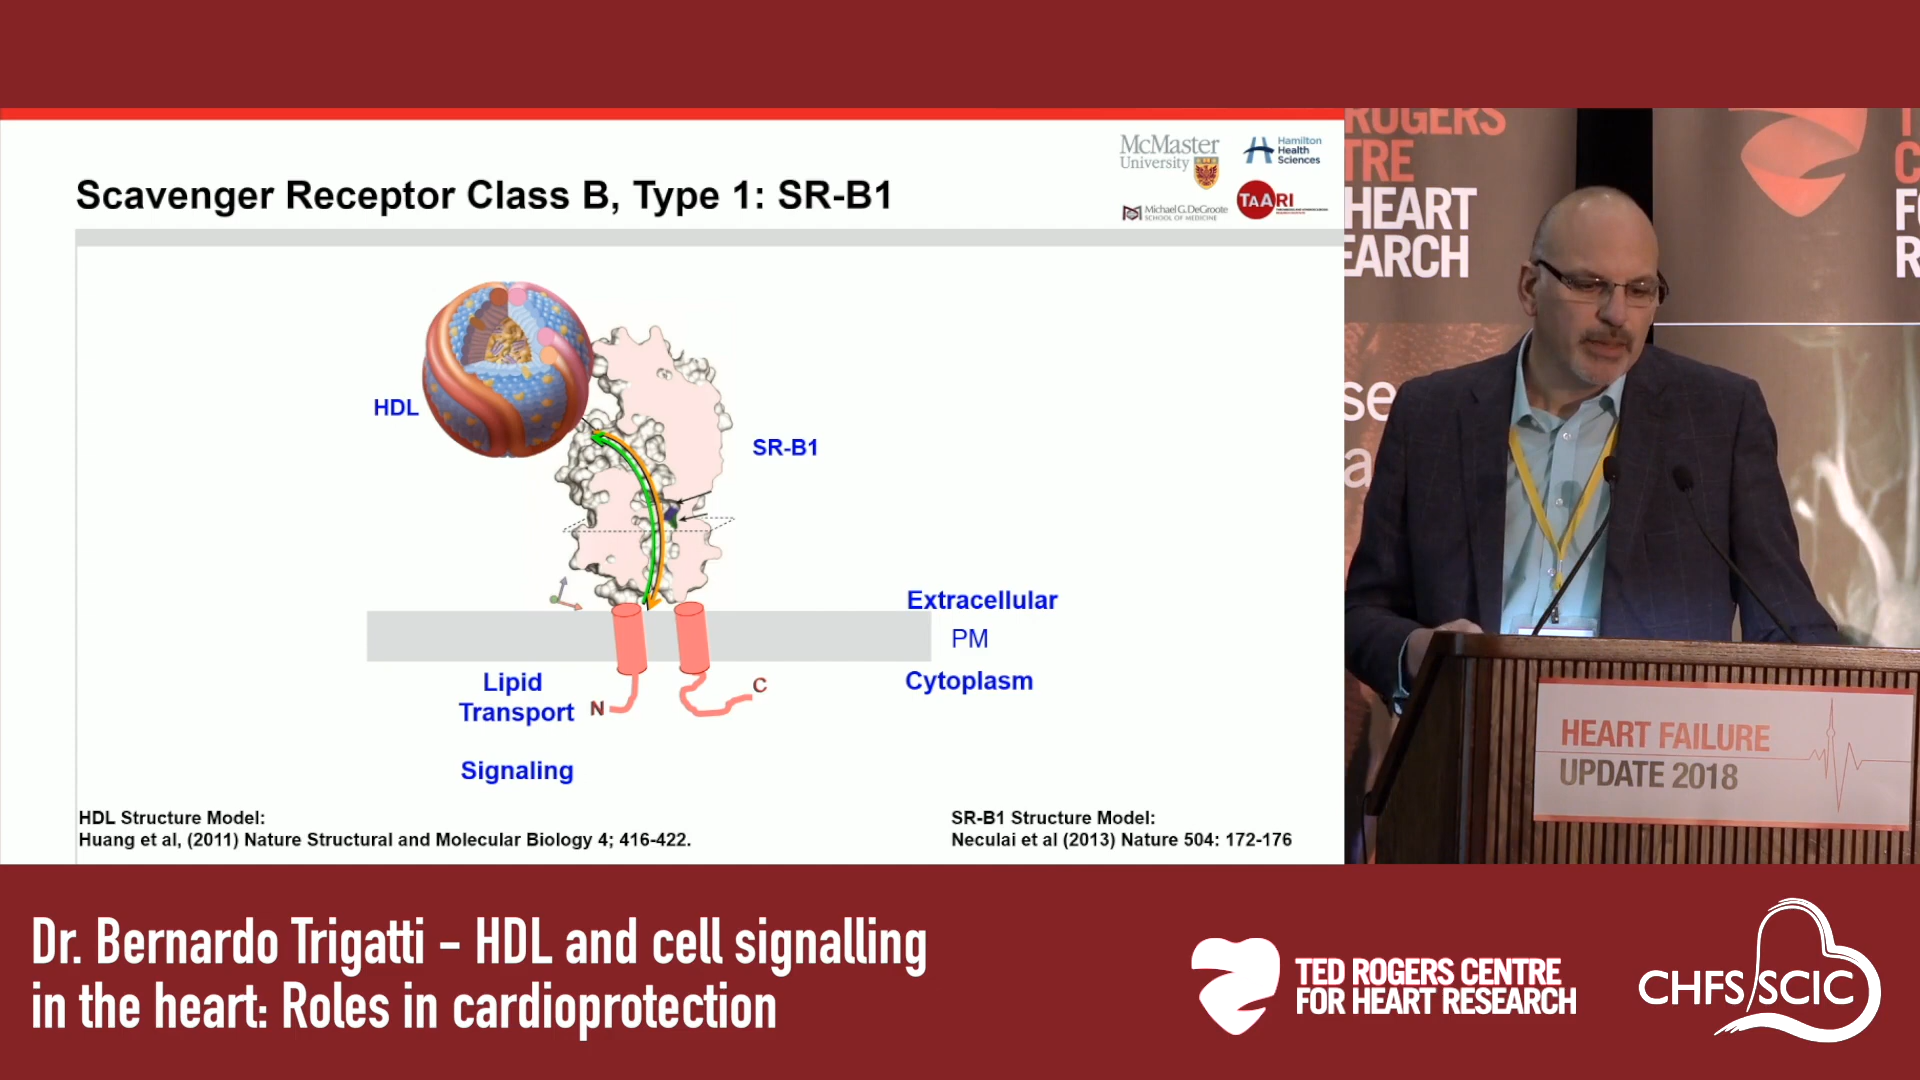 Scavenger Receptor Class B, Type 1: SR-B1
McMaster
University
Hamilton
Health
Sciences
Michael G. DeGroote
SCHOOL OF MEDICINE
TAARI
HDL
SR-B1
Extracellular
PM
Cytoplasm
Lipid
Transport
N
C
Signaling
HDL Structure Model:
Huang et al, (2011) Nature Structural and Molecular Biology 4; 416-422.
SR-B1 Structure Model:
Neculai et al (2013) Nature 504: 172-176
ROGERS
TRE
HEART
EARCH
HEART FAILURE
UPDATE 2018
Dr. Bernardo Trigatti – HDL and cell signalling
in the heart: Roles in cardioprotection
TED ROGERS CENTRE
FOR HEART RESEARCH
CHFS/SCIC